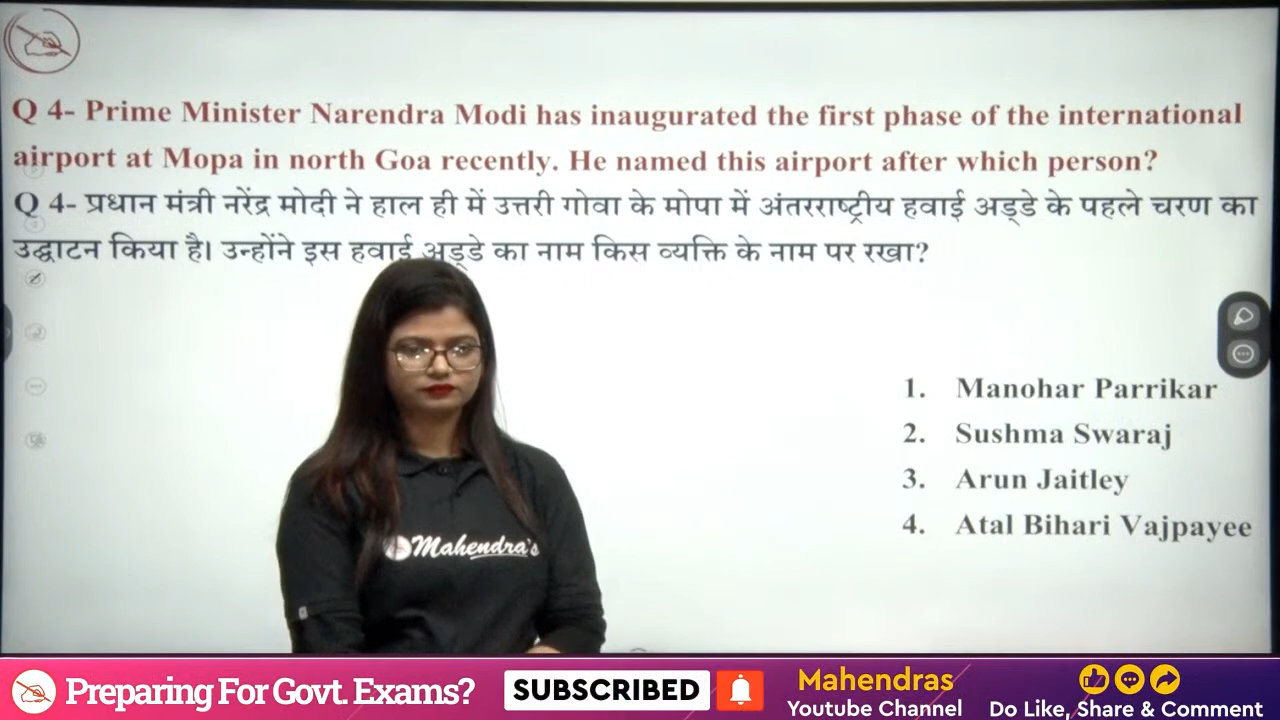 Q 4- Prime Minister Narendra Modi has inaugurated the first phase of the international
airport at Mopa in north Goa recently. He named this airport after which person?
Q 4- प्रधान मंत्री नरेंद्र मोदी ने हाल ही में उत्तरी गोवा के मोपा में अंतरराष्ट्रीय हवाई अड्डे के पहले चरण का
उद्घाटन किया है। उन्होंने इस हवाई अड्डे का नाम किस व्यक्ति के नाम पर रखा?
1. Manohar Parrikar
2. Sushma Swaraj
3. Arun Jaitley
4. Atal Bihari Vajpayee
Mahendra's
Preparing For Govt. Exams?
SUBSCRIBED
Mahendras
Youtube Channel
Do Like, Share & Comment